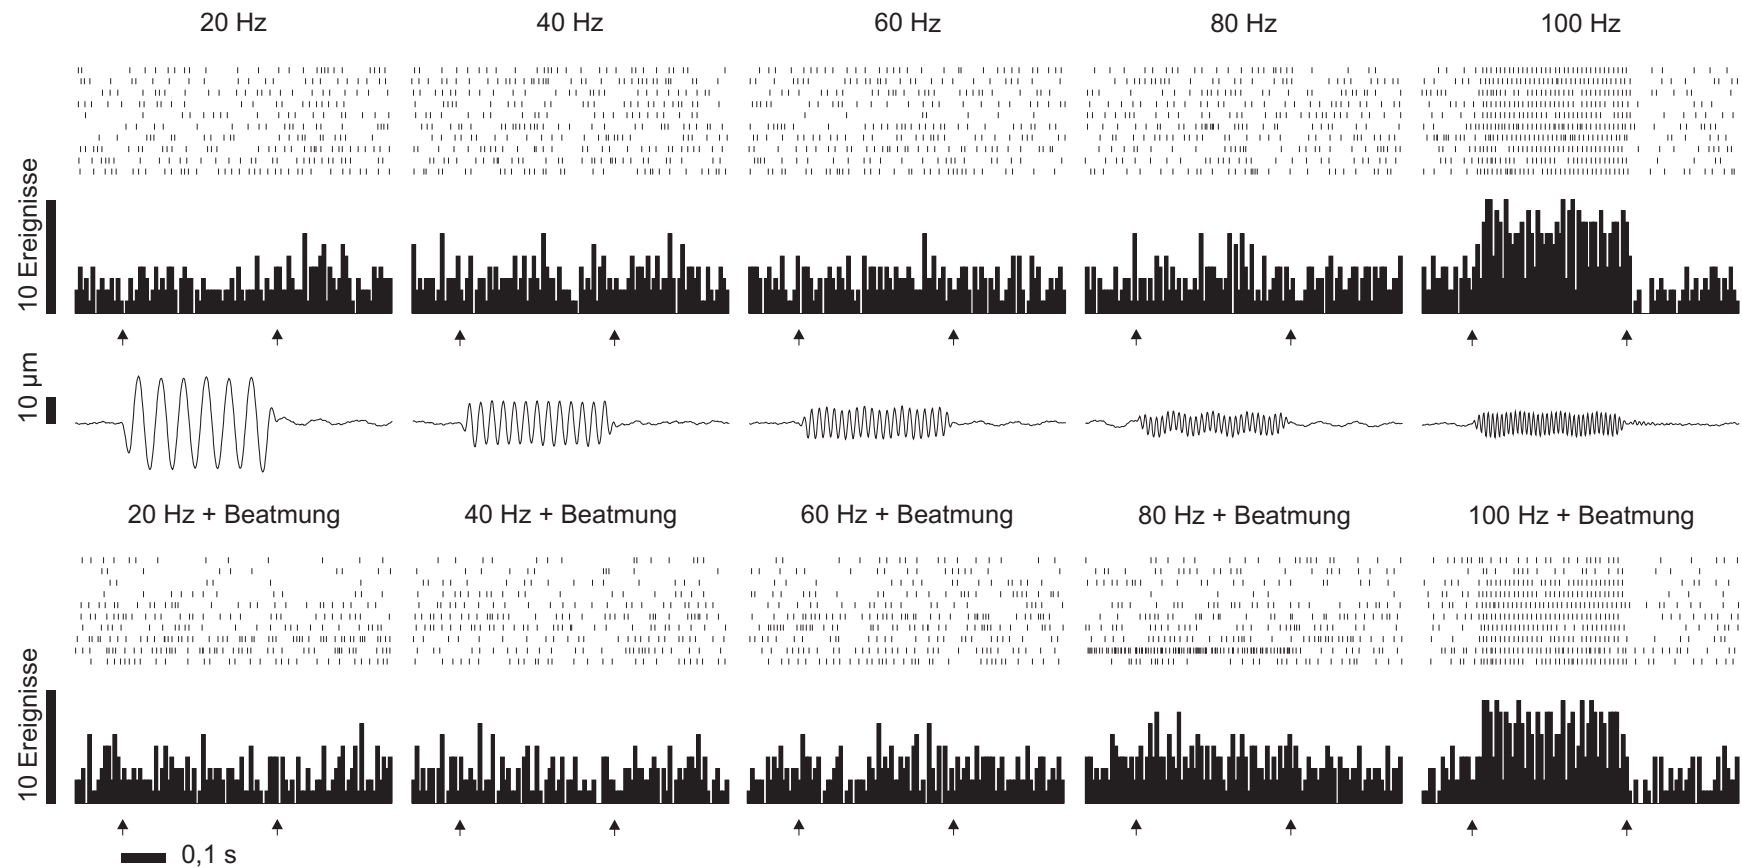 20 Hz
40 Hz
60 Hz
80 Hz
100 Hz
10 Ereignissse
10 µm
20 Hz + Beatmung
40 Hz + Beatmung
60 Hz + Beatmung
80 Hz + Beatmung
100 Hz + Beatmung
10 Ereignisse
0,1 s